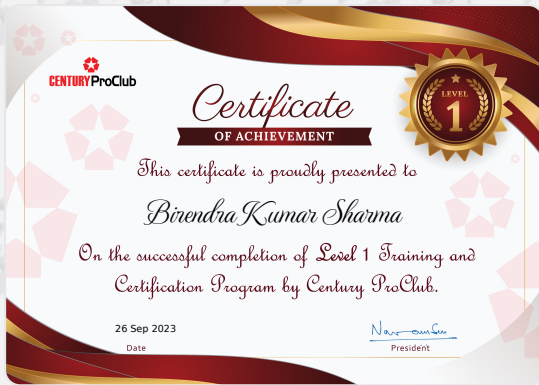 CENTURY ProClub
Certificate
OF ACHIEVEMENT
LEVEL
1
This certificate is proudly presented to
Birendra Kumar Sharma
On the successful completion of Level 1 Training and
Certification Program by Century ProClub.
26 Sep 2023
Date
President